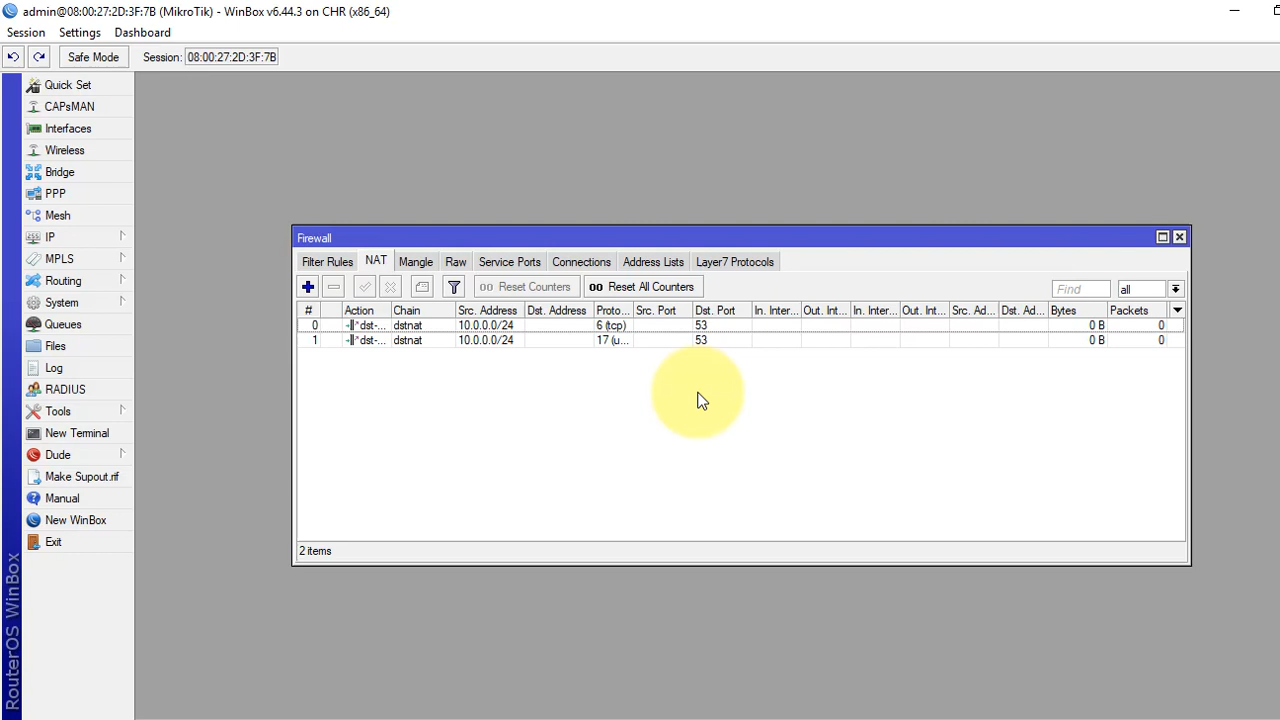 admin@08:00:27:2D:3F:7B (MikroTik) - WinBox v6.44.3 on CHR (x86_64)
Session Settings Dashboard
Safe Mode Session: 08:00:27:2D:3F:7B
Quick Set
CAPsMAN
Interfaces
Wireless
Bridge
PPP
Mesh
IP
MPLS
Routing
System
Queues
Files
Log
RADIUS
Tools
New Terminal
Dude
Make Supout.rif
Manual
New WinBox
Exit
RouterOS WinBox
Firewall
Filter Rules NAT Mangle Raw Service Ports Connections Address Lists Layer7 Protocols
00 Reset Counters 00 Reset All Counters Find all
# Action Chain Src. Address Dst. Address Proto... Src. Port Dst. Port In. Inter... Out. Int... In. Inter... Out. Int... Src. Ad... Dst. Ad... Bytes Packets
0 dst-... dstnat 10.0.0.0/24 6 (tcp) 53 0 B 0
1 dst-... dstnat 10.0.0.0/24 17 (u... 53 0 B 0
2 items